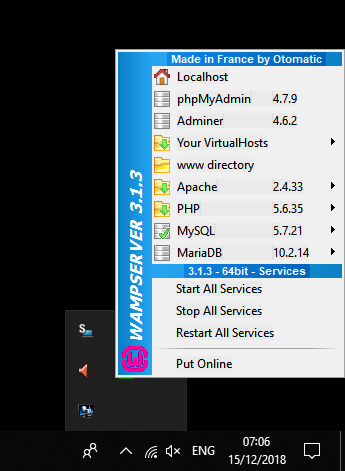 Made in France by Otomatic
Localhost
phpMyAdmin 4.7.9
Adminer 4.6.2
Your VirtualHosts
www directory
Apache 2.4.33
PHP 5.6.35
MySQL 5.7.21
MariaDB 10.2.14
3.1.3 - 64bit - Services
Start All Services
Stop All Services
Restart All Services
Put Online
WAMPSERVER 3.1.3
S
ENG
07:06
15/12/2018